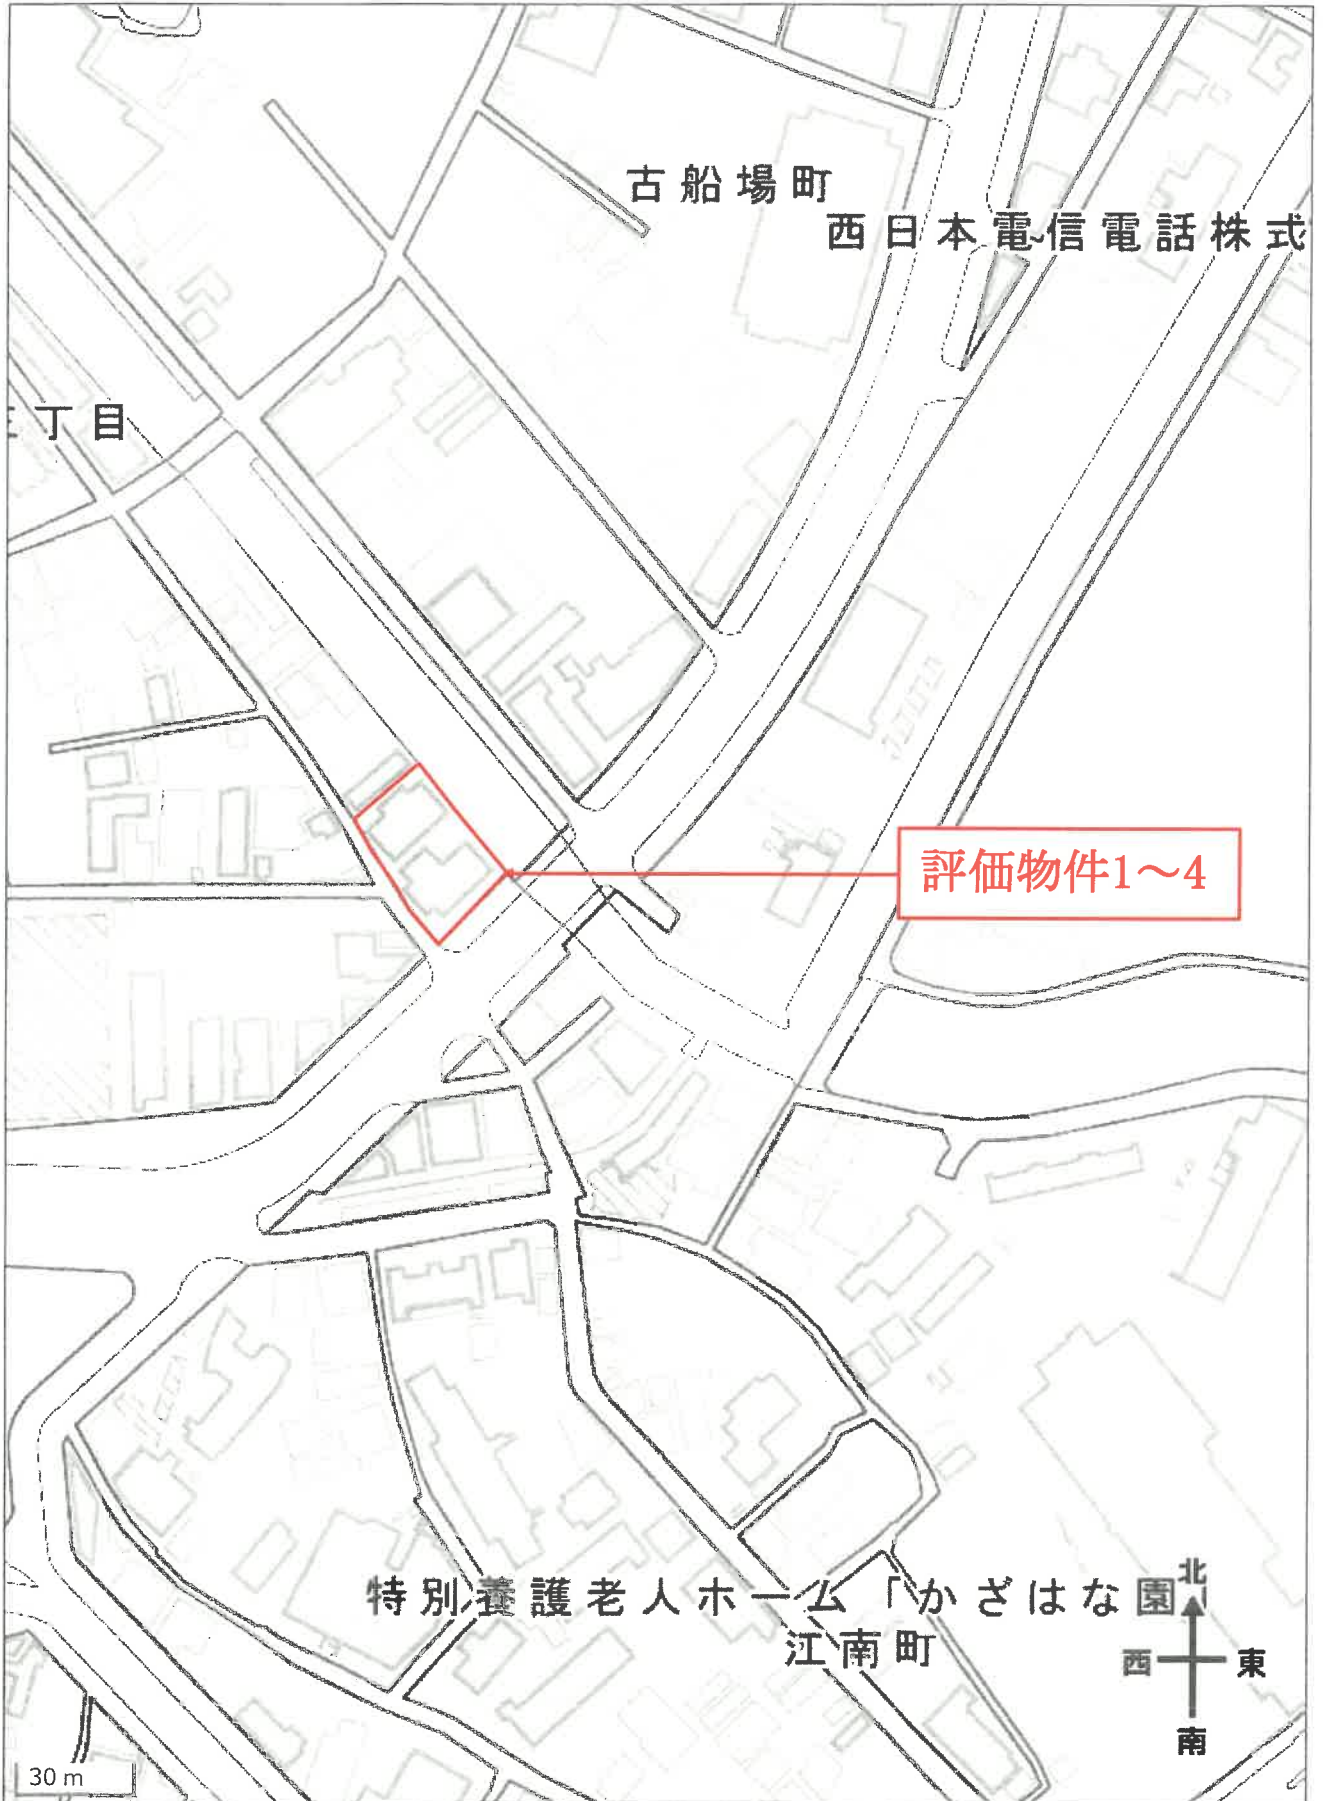 古船場町
西日本電信電話株式
丁目
評価物件1～4
特別養護老人ホーム「かざはな園
江南町
北
西
東
南
30 m